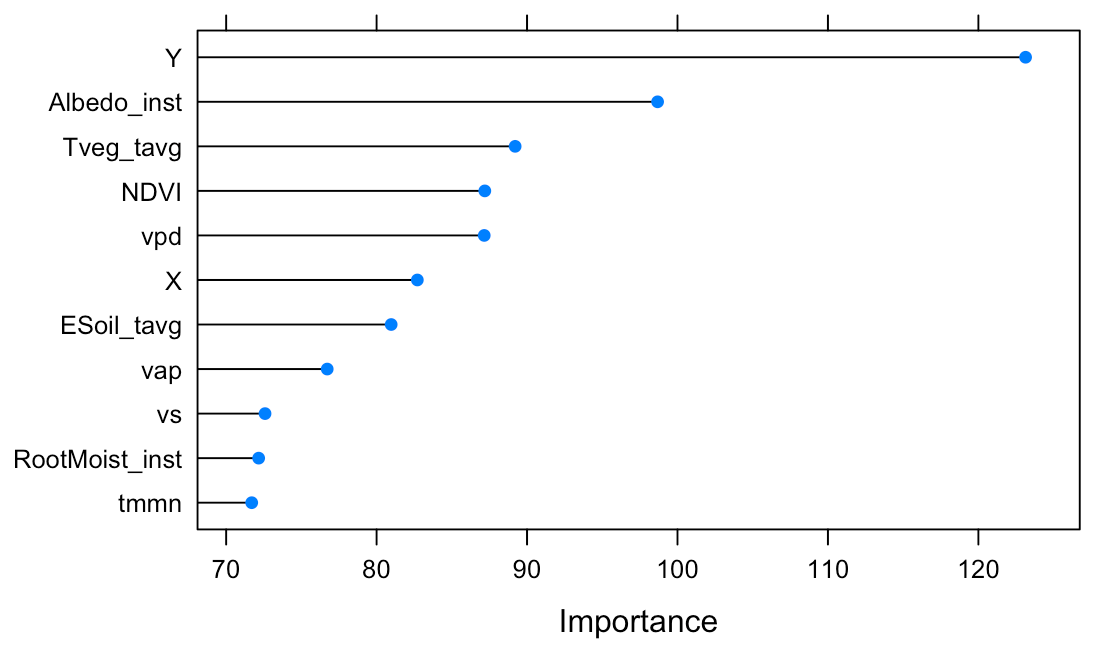 Y
Albedo_inst
Tveg_tavg
NDVI
vpd
X
ESoil_tavg
vap
vs
RootMoist_inst
tmmn
70 80 90 100 110 120
Importance